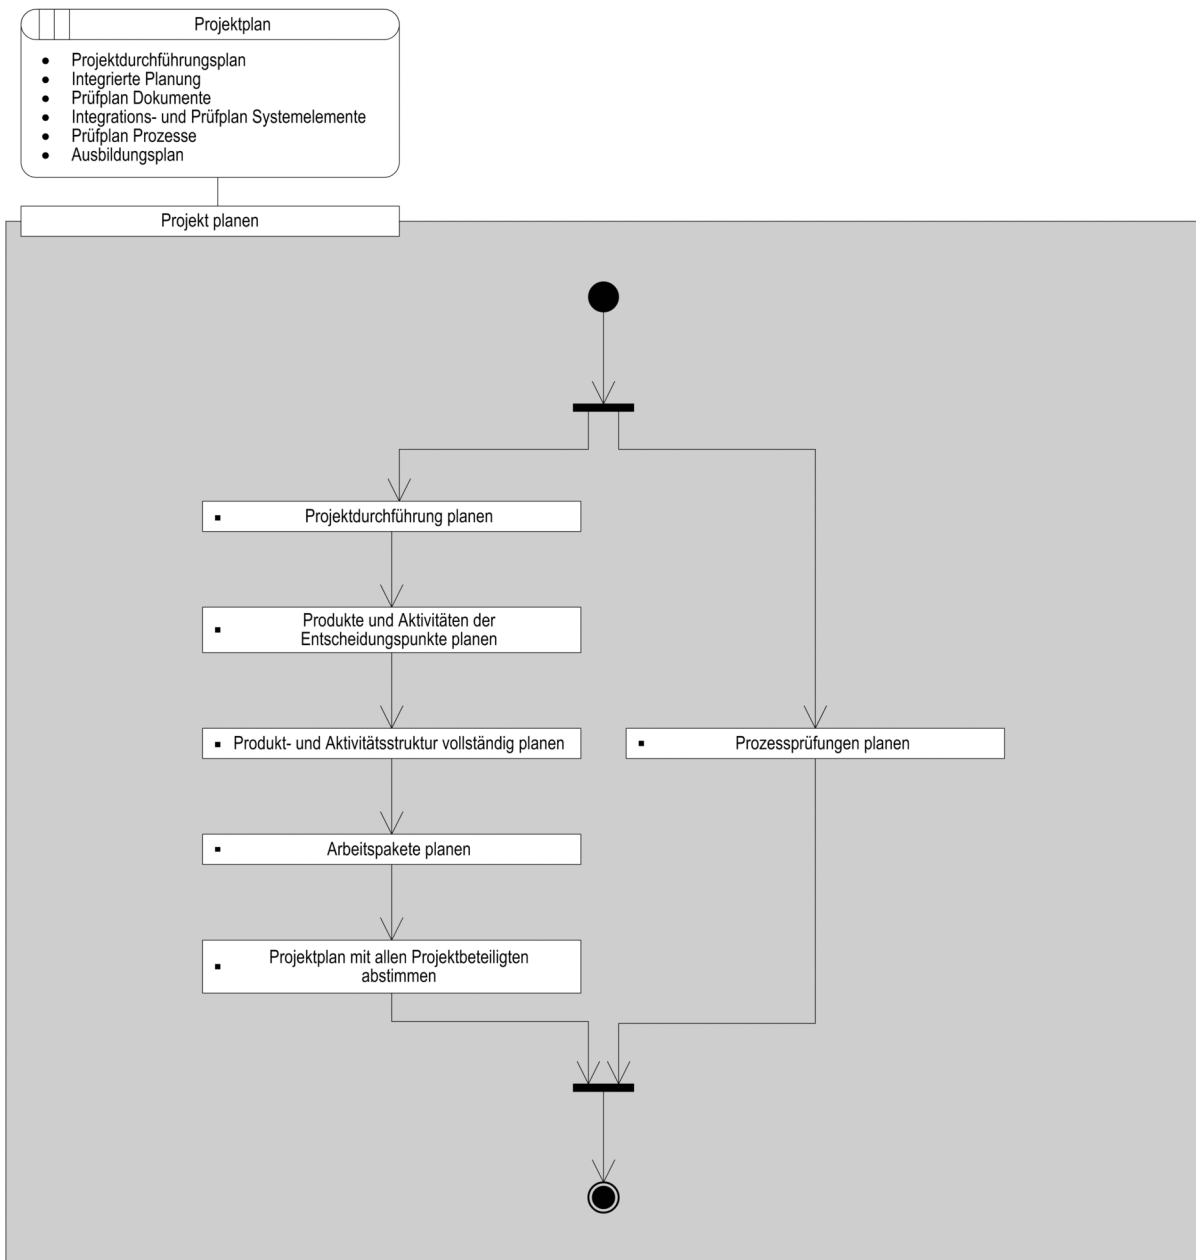 Projektplan
Projektdurchführungsplan
Integrierte Planung
Prüfplan Dokumente
Integrations- und Prüfplan Systemelemente
Prüfplan Prozesse
Ausbildungsplan
Projekt planen
Projektdurchführung planen
Produkte und Aktivitäten der
Entscheidungspunkte planen
Produkt- und Aktivitätsstruktur vollständig planen
Prozessprüfungen planen
Arbeitspakete planen
Projektplan mit allen Projektbeteiligten
abstimmen